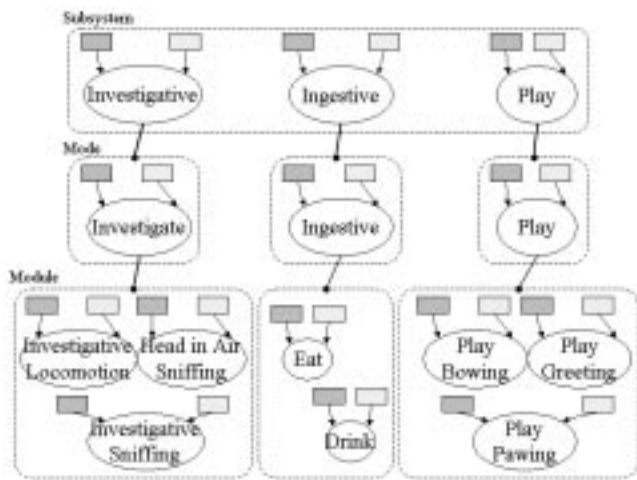 Subsystem
Investigative
Ingestive
Play
Mode
Investigate
Ingestive
Play
Module
Investigative
Locomotion
Head in Air
Sniffing
Eat
Play
Bowing
Play
Greeting
Investigative
Sniffing
Drink
Play
Pawing